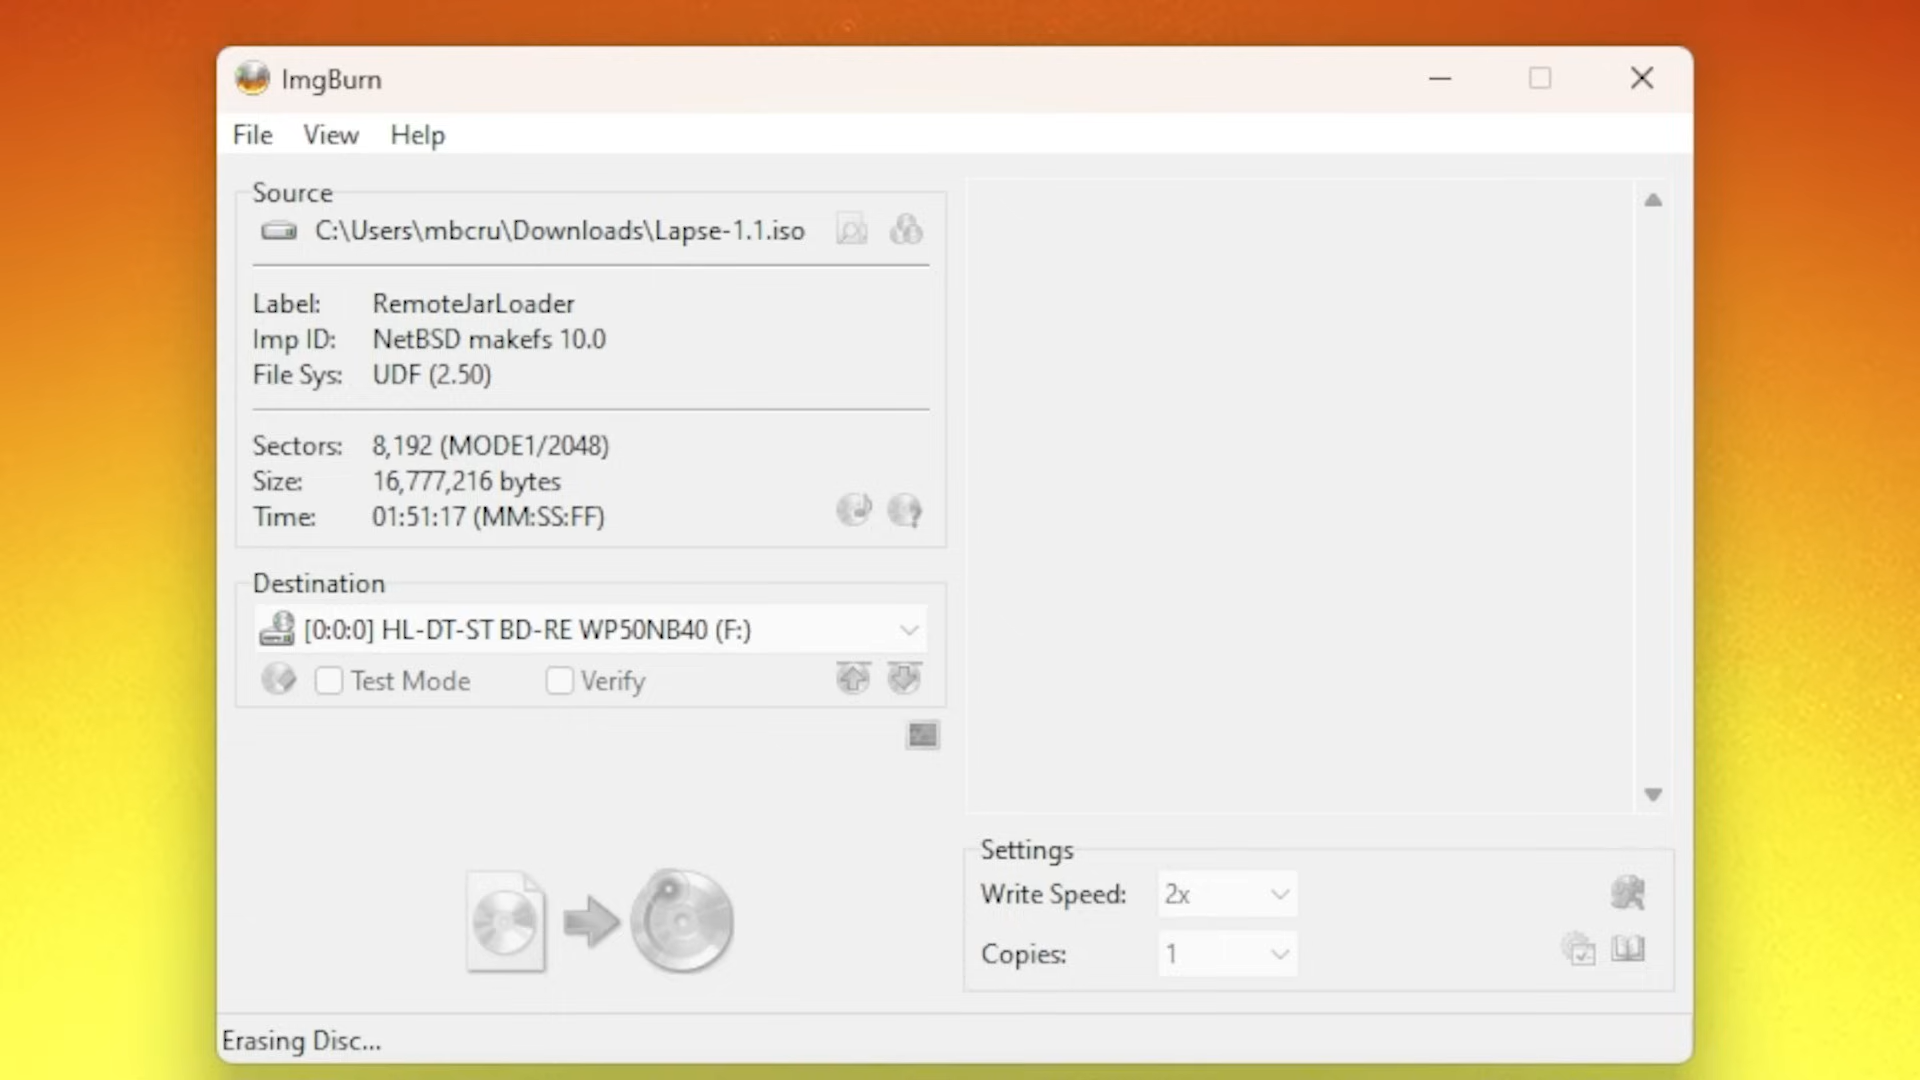 ImgBurn
File View Help
Source
C:\Users\mbcru\Downloads\Lapse-1.1.iso
Label: RemoteJarLoader
Imp ID: NetBSD makefs 10.0
File Sys: UDF (2.50)
Sectors: 8,192 (MODE1/2048)
Size: 16,777,216 bytes
Time: 01:51:17 (MM:SS:FF)
Destination
[0:0:0] HL-DT-ST BD-RE WP50NB40 (F:)
Test Mode Verify
Settings
Write Speed: 2x
Copies: 1
Erasing Disc...